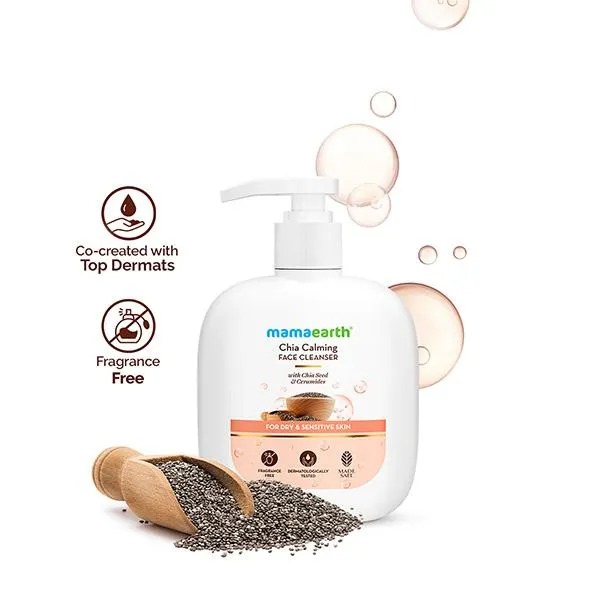 Co-created with
Top Dermats
Fragrance
Free
mamaearth®
Chia Calming
FACE CLEANSER
with Chia Seed
& Ceramides
FOR DRY & SENSITIVE SKIN
FRAGRANCE
FREE
DERMATOLOGICALLY
TESTED
MADE
SAFE